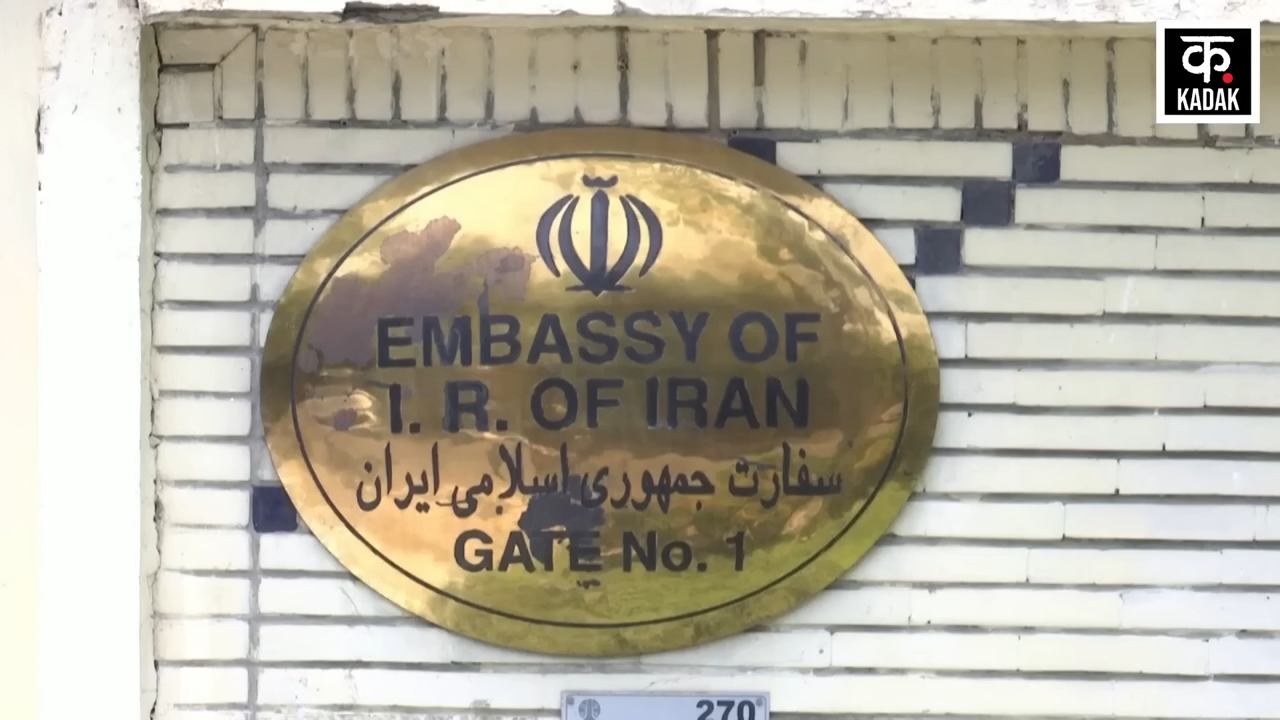 क.
KADAK
EMBASSY OF
I. R. OF IRAN
سفارت جمهوری اسلامی ایران
GATE No. 1
270